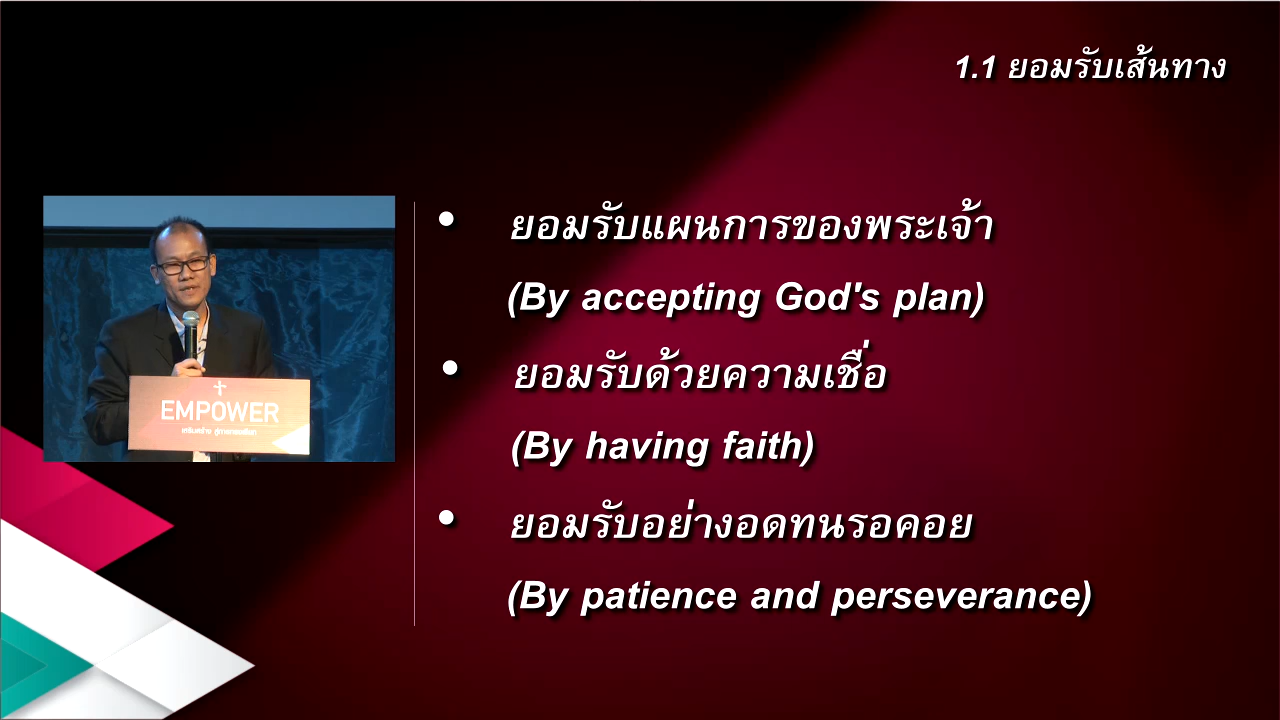 1.1 ยอมรับเส้นทาง
• ยอมรับแผนการของพระเจ้า
(By accepting God's plan)
• ยอมรับด้วยความเชื่อ
(By having faith)
• ยอมรับอย่างอดทนรอคอย
(By patience and perseverance)
EMPOWER